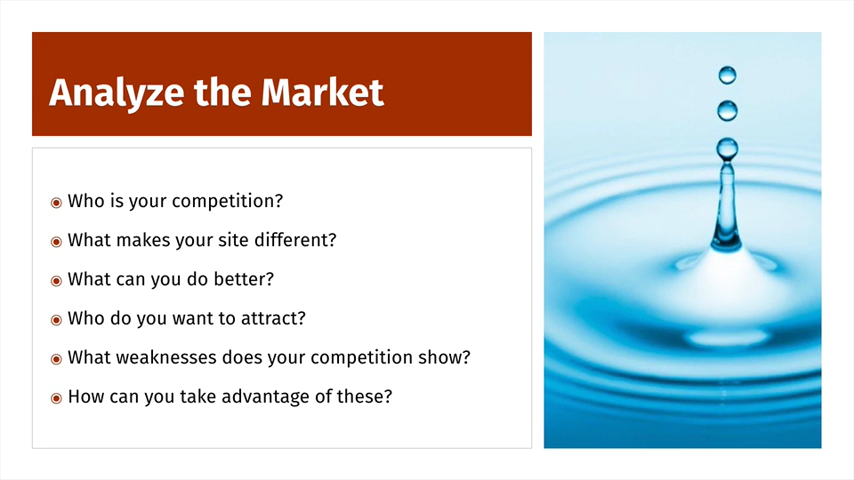 Analyze the Market
Who is your competition?
What makes your site different?
What can you do better?
Who do you want to attract?
What weaknesses does your competition show?
How can you take advantage of these?